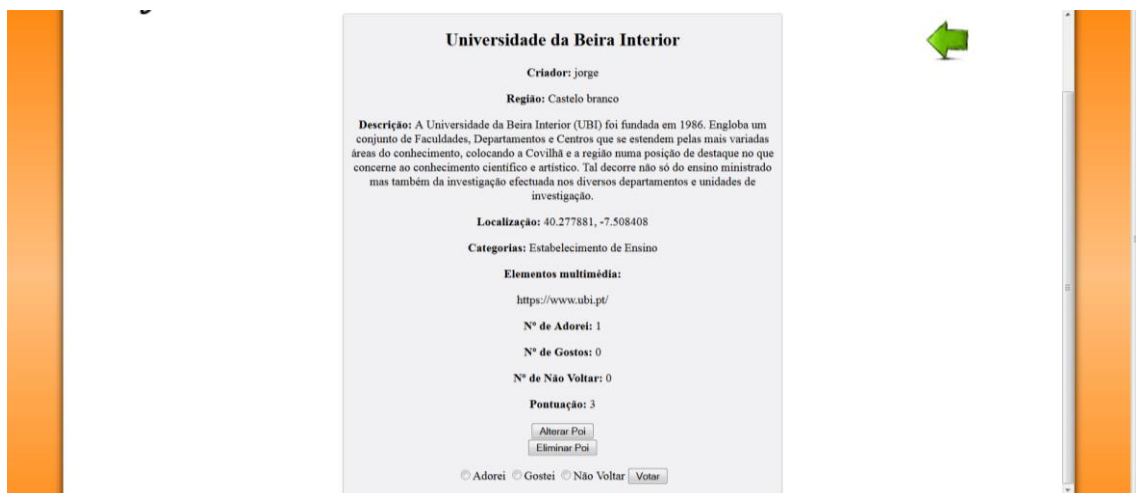 Universidade da Beira Interior
Criador: jorge
Região: Castelo branco
Descrição: A Universidade da Beira Interior (UBI) foi fundada em 1986. Engloba um
conjunto de Faculdades, Departamentos e Centros que se estendem pelas mais variadas
áreas do conhecimento, colocando a Covilhã e a região numa posição de destaque no que
concerne ao conhecimento científico e artístico. Tal decorre não só do ensino ministrado
mas também da investigação efectuada nos diversos departamentos e unidades de
investigação.
Localização: 40.277881, -7.508408
Categorias: Estabelecimento de Ensino
Elementos multimédia:
https://www.ubi.pt/
Nº de Adorei: 1
Nº de Gostos: 0
Nº de Não Voltar: 0
Pontuação: 3
Alterar Poi
Eliminar Poi
Adorei Gostei Não Voltar Votar